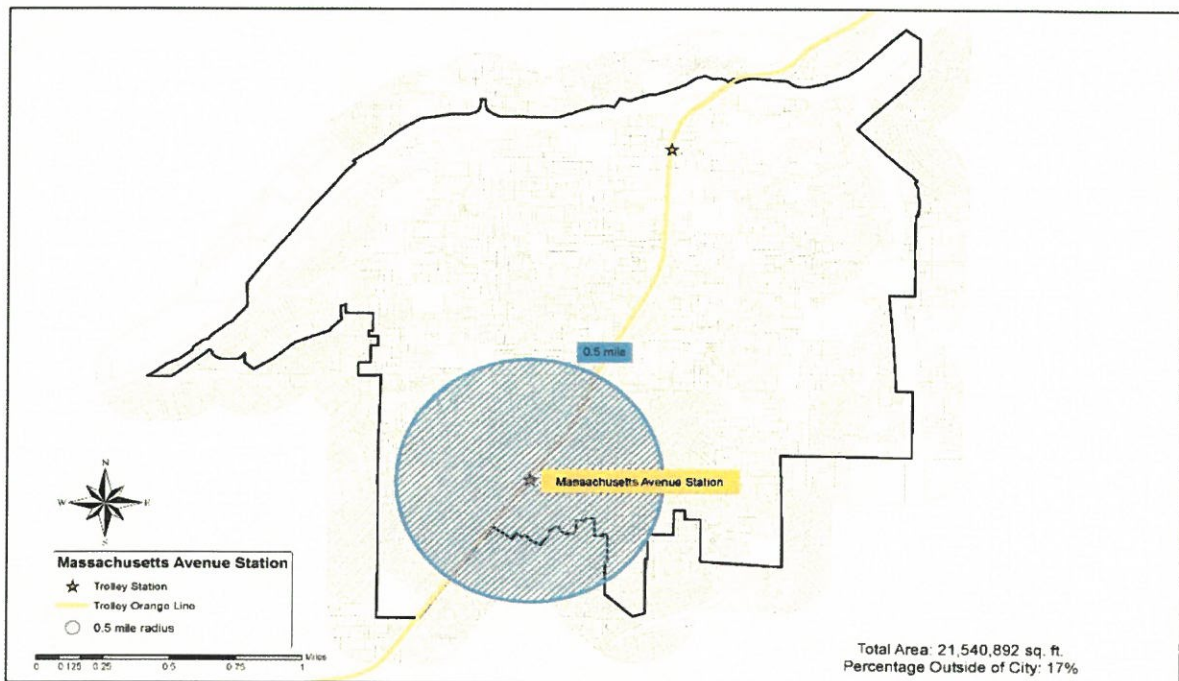 0.5 mile
Massachusetts Avenue Station
N
W
E
S
Massachusetts Avenue Station
Trolley Station
Trolley Orange Line
0.5 mile radius
0 0.125 0.25 0.5 0.75 1 Miles
Total Area: 21,540,892 sq. ft.
Percentage Outside of City: 17%